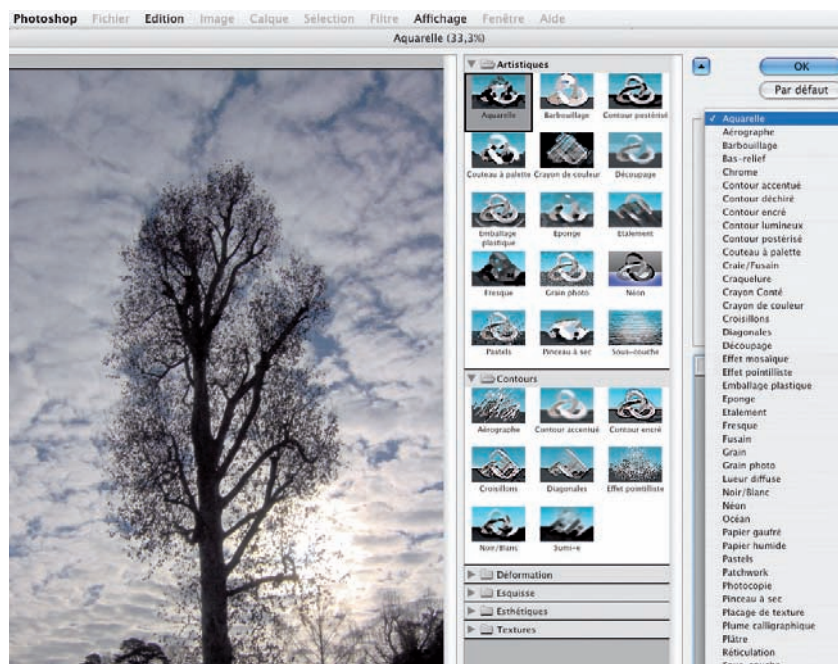 Photoshop Fichier Edition Image Calque Sélection Filtre Affichage Fenêtre Aide
Aquarelle (33,3%)
Artistiques
Aquarelle Barbouillage Contour postérisé
Couteau à palette Crayon de couleur Découpage
Emballage plastique Eponge Etalement
Fresque Grain photo Néon
Pastels Pinceau à sec Sous-couche
Contours
Aérographe Contour accentué Contour encré
Croisillons Diagonales Effet pointilliste
Noir/Blanc Sumi-e
Déformation
Esquisse
Esthétiques
Textures
OK
Par défaut
✓ Aquarelle
Aérographe
Barbouillage
Bas-relief
Chrome
Contour accentué
Contour déchiré
Contour encré
Contour lumineux
Contour postérisé
Couteau à palette
Craie/Fusain
Craquelure
Crayon Conté
Crayon de couleur
Croisillons
Diagonales
Découpage
Effet mosaïque
Effet pointilliste
Emballage plastique
Eponge
Etalement
Fresque
Fusain
Grain
Grain photo
Lueur diffuse
Noir/Blanc
Néon
Océan
Papier gaufré
Papier humide
Pastels
Patchwork
Photocopie
Pinceau à sec
Placage de texture
Plume calligraphique
Plâtre
Réticulation